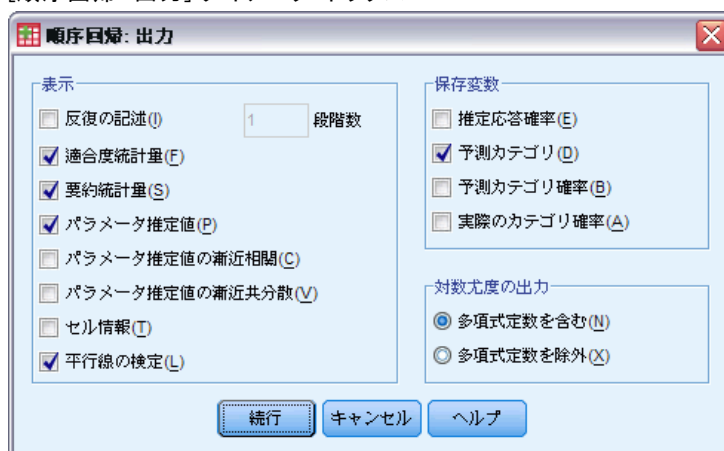 順序回帰: 出力
表示
反復の記述(I) 1 段階数
適合度統計量(F)
要約統計量(S)
パラメータ推定値(P)
パラメータ推定値の漸近相関(C)
パラメータ推定値の漸近共分散(V)
セル情報(T)
平行線の検定(L)
保存変数
推定応答確率(E)
予測カテゴリ(D)
予測カテゴリ確率(B)
実際のカテゴリ確率(A)
対数尤度の出力
多項式定数を含む(N)
多項式定数を除外(X)
続行 キャンセル ヘルプ